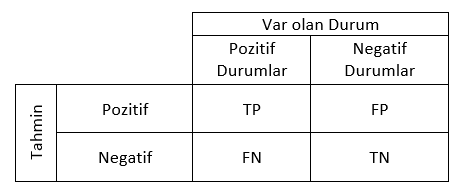 Var olan Durum
Pozitif Negatif
Durumlar Durumlar
Tahmin
Pozitif TP FP
Negatif FN TN